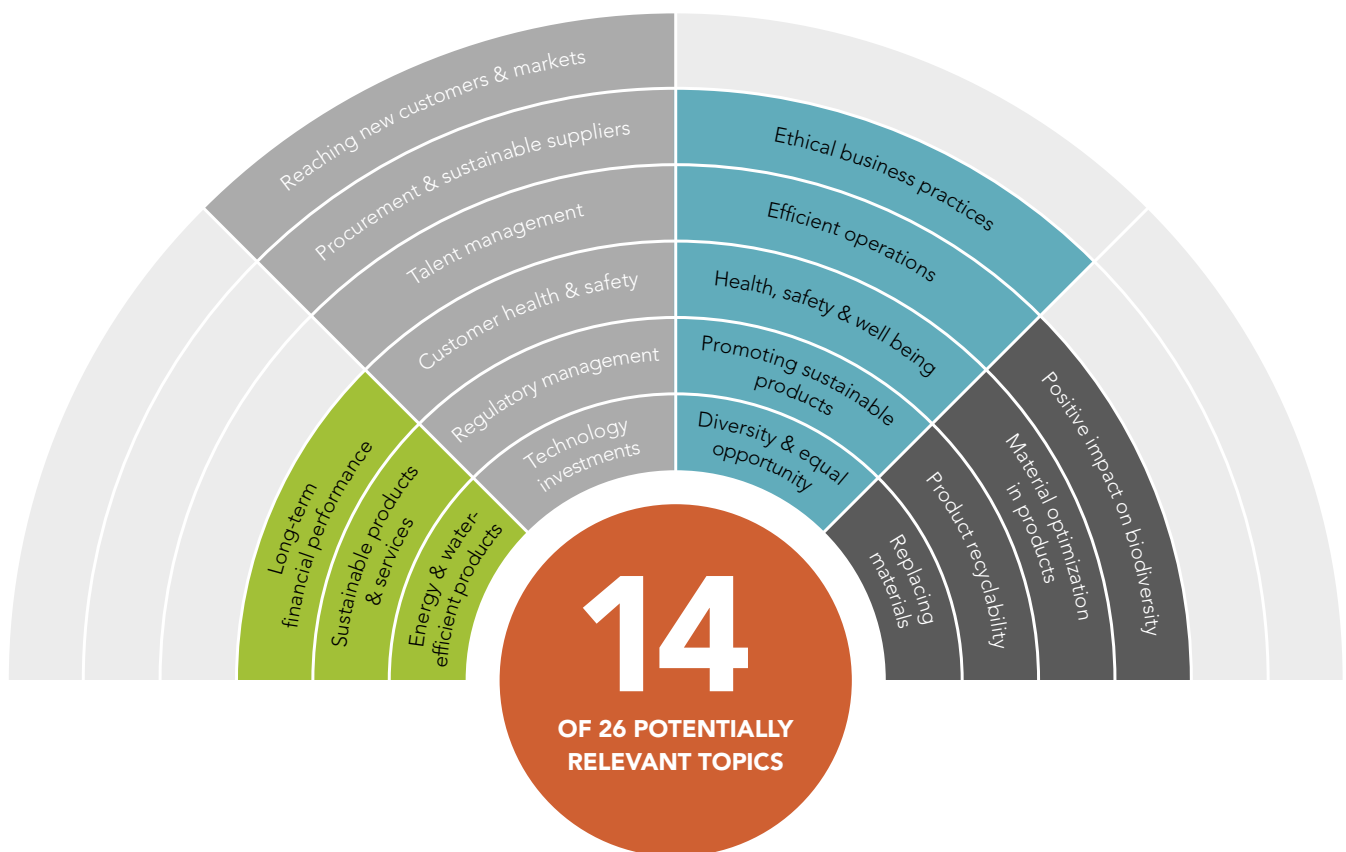 Long-term
financial performance
Sustainable products
& services
Energy & water-
efficient products
Reaching new customers & markets
Procurement & sustainable suppliers
Talent management
Customer health & safety
Regulatory management
Technology
investments
Ethical business practices
Efficient operations
Health, safety & well being
Promoting sustainable
products
Diversity & equal
opportunity
Positive impact on biodiversity
Material optimization
in products
Product recyclability
Replacing
materials
14
OF 26 POTENTIALLY
RELEVANT TOPICS